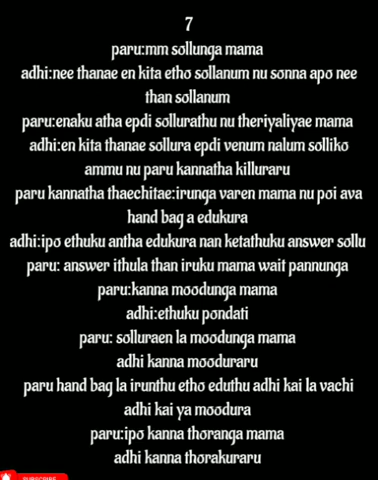 7
paru:mm sollunga mama
adhi:nee thanae en kita etho sollanum nu sonna apo nee
than sollanum
paru:enaku atha epdi sollurathu nu theriyaliyae mama
adhi:en kita thanae sollura epdi venum nalum solliko
ammu nu paru kannatha killuraru
paru kannatha thaechitae:irunga varen mama nu poi ava
hand bag a edukura
adhi:ipo ethuku antha edukura nan ketathuku answer sollu
paru: answer ithula than iruku mama wait pannunga
paru:kanna moodunga mama
adhi:ethuku pondati
paru: solluraen la moodunga mama
adhi kanna mooduraru
paru hand bag la irunthu etho eduthu adhi kai la vachi
adhi kai ya moodura
paru:ipo kanna thoranga mama
adhi kanna thorakuraru
SUBSCRIBE